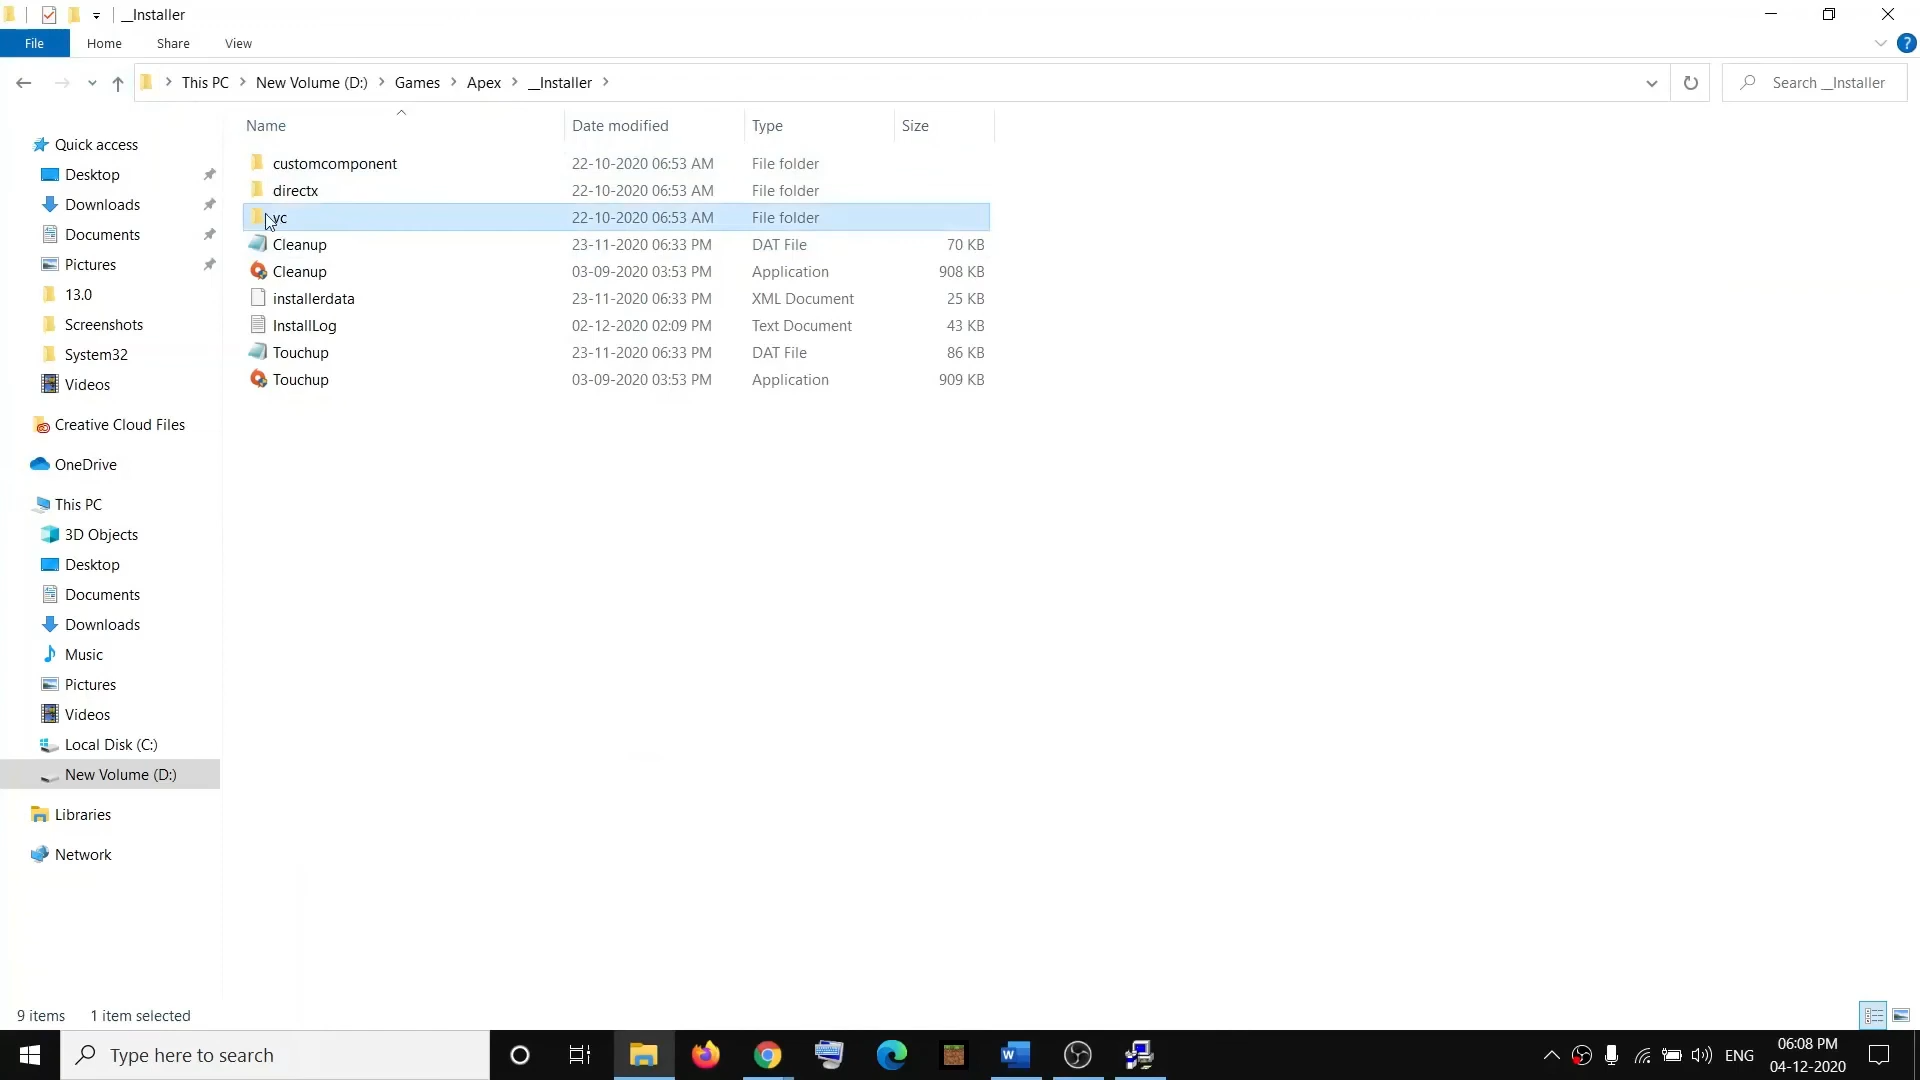 __Installer
File Home Share View
This PC New Volume (D:) Games Apex __Installer Search __Installer
Name Date modified Type Size
Quick access
Desktop
Downloads
Documents
Pictures
13.0
Screenshots
System32
Videos
Creative Cloud Files
OneDrive
This PC
3D Objects
Desktop
Documents
Downloads
Music
Pictures
Videos
Local Disk (C:)
New Volume (D:)
Libraries
Network
customcomponent 22-10-2020 06:53 AM File folder
directx 22-10-2020 06:53 AM File folder
vc 22-10-2020 06:53 AM File folder
Cleanup 23-11-2020 06:33 PM DAT File 70 KB
Cleanup 03-09-2020 03:53 PM Application 908 KB
installerdata 23-11-2020 06:33 PM XML Document 25 KB
InstallLog 02-12-2020 02:09 PM Text Document 43 KB
Touchup 23-11-2020 06:33 PM DAT File 86 KB
Touchup 03-09-2020 03:53 PM Application 909 KB
9 items 1 item selected
Type here to search
ENG
06:08 PM
04-12-2020